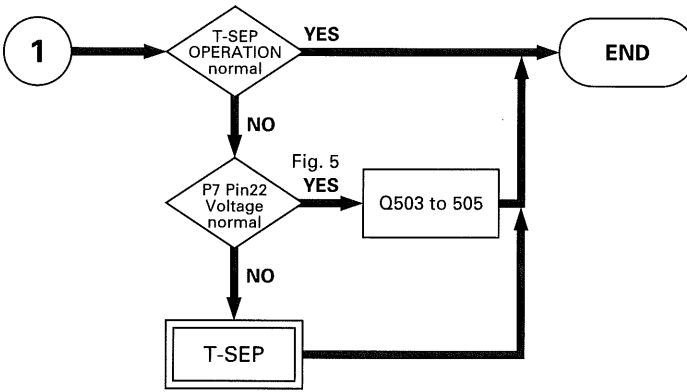 1
T-SEP
OPERATION
normal
YES
END
NO
Fig. 5
P7 Pin22
Voltage
normal
YES
Q503 to 505
NO
T-SEP